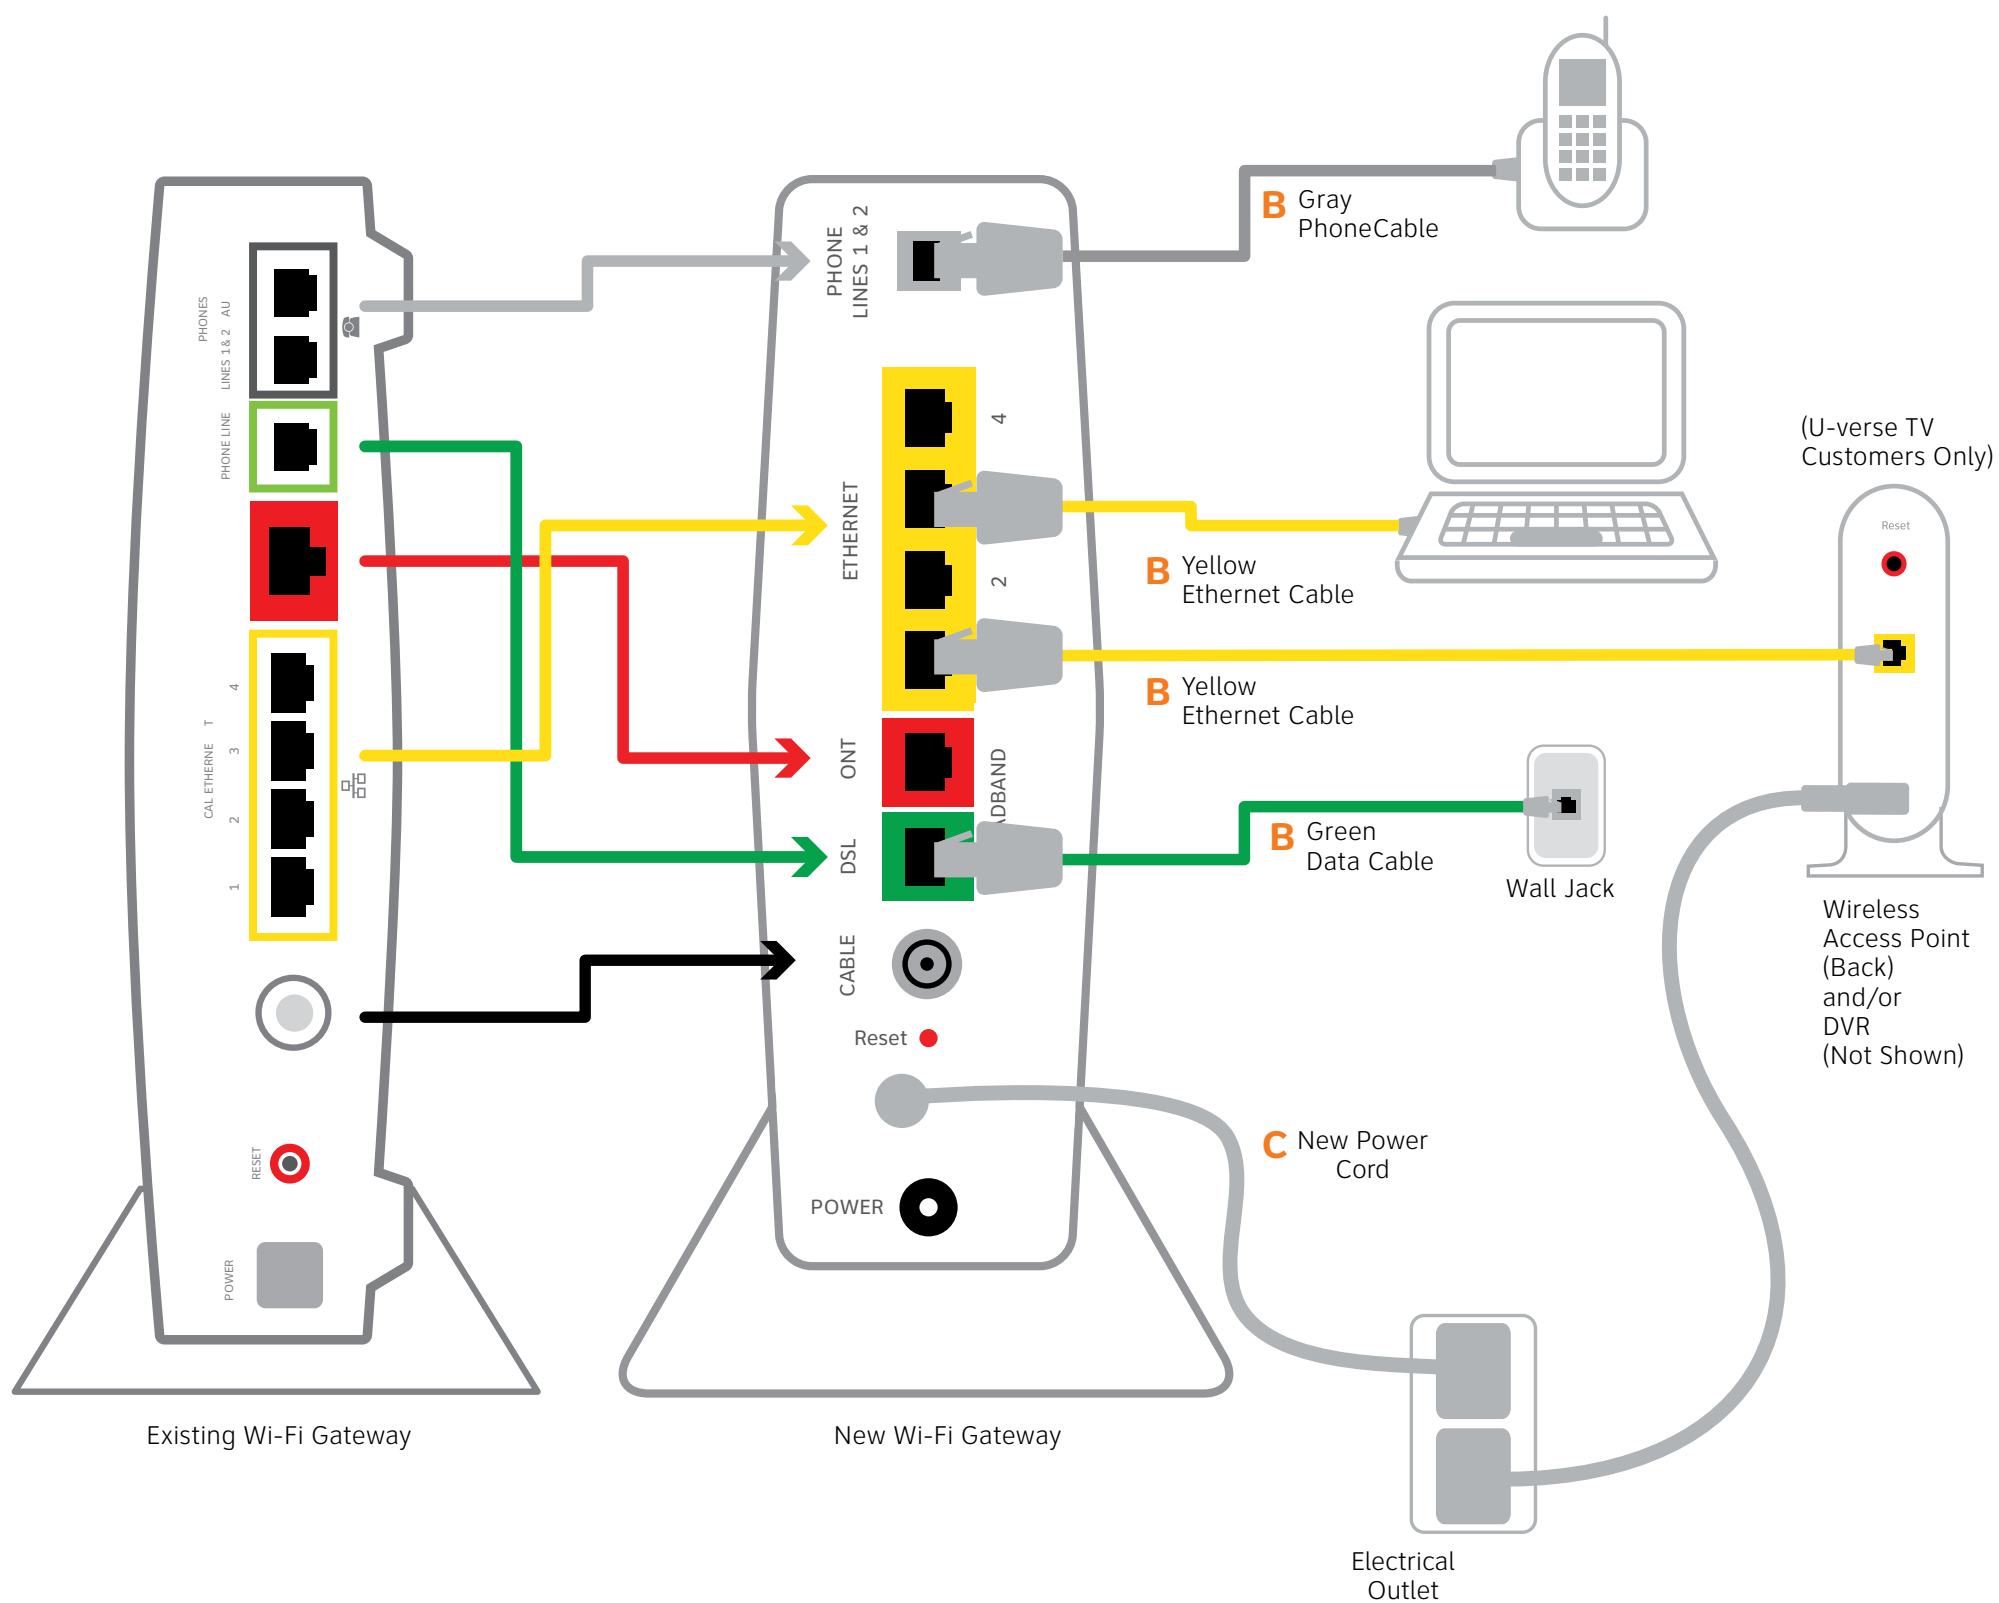 PHONES
LINES 1 & 2 AU
PHONE LINE
4
3
2
1
CAL ETHERNE T
RESET
POWER
Existing Wi-Fi Gateway
PHONE
LINES 1 & 2
ETHERNET
4
2
ONT
DSL
ADBAND
CABLE
Reset
POWER
New Wi-Fi Gateway
B Gray
PhoneCable
B Yellow
Ethernet Cable
B Yellow
Ethernet Cable
B Green
Data Cable
Wall Jack
C New Power
Cord
Electrical
Outlet
(U-verse TV
Customers Only)
Reset
Wireless
Access Point
(Back)
and/or
DVR
(Not Shown)